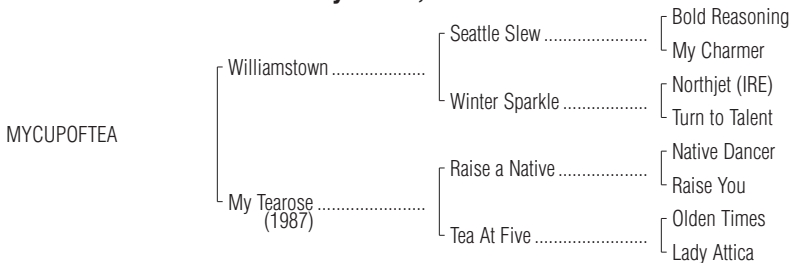 Bold Reasoning
Seattle Slew ........................
My Charmer
Williamstown .....................
Northjet (IRE)
Winter Sparkle ...................
Turn to Talent
MYCUPOFTEA
Native Dancer
Raise a Native ....................
Raise You
My Tearose ........................
(1987)
Olden Times
Tea At Five .........................
Lady Attica